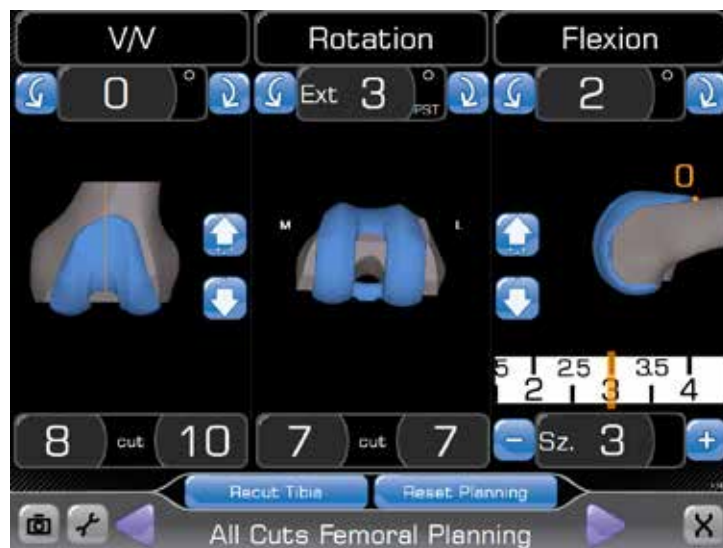 V/V Rotation Flexion
0 ° Ext 3 ° PST 2 °
0
M L
5 2.5 3.5
2 3 4
8 cut 10 7 cut 7 Sz. 3
Recut Tibia Reset Planning
All Cuts Femoral Planning X